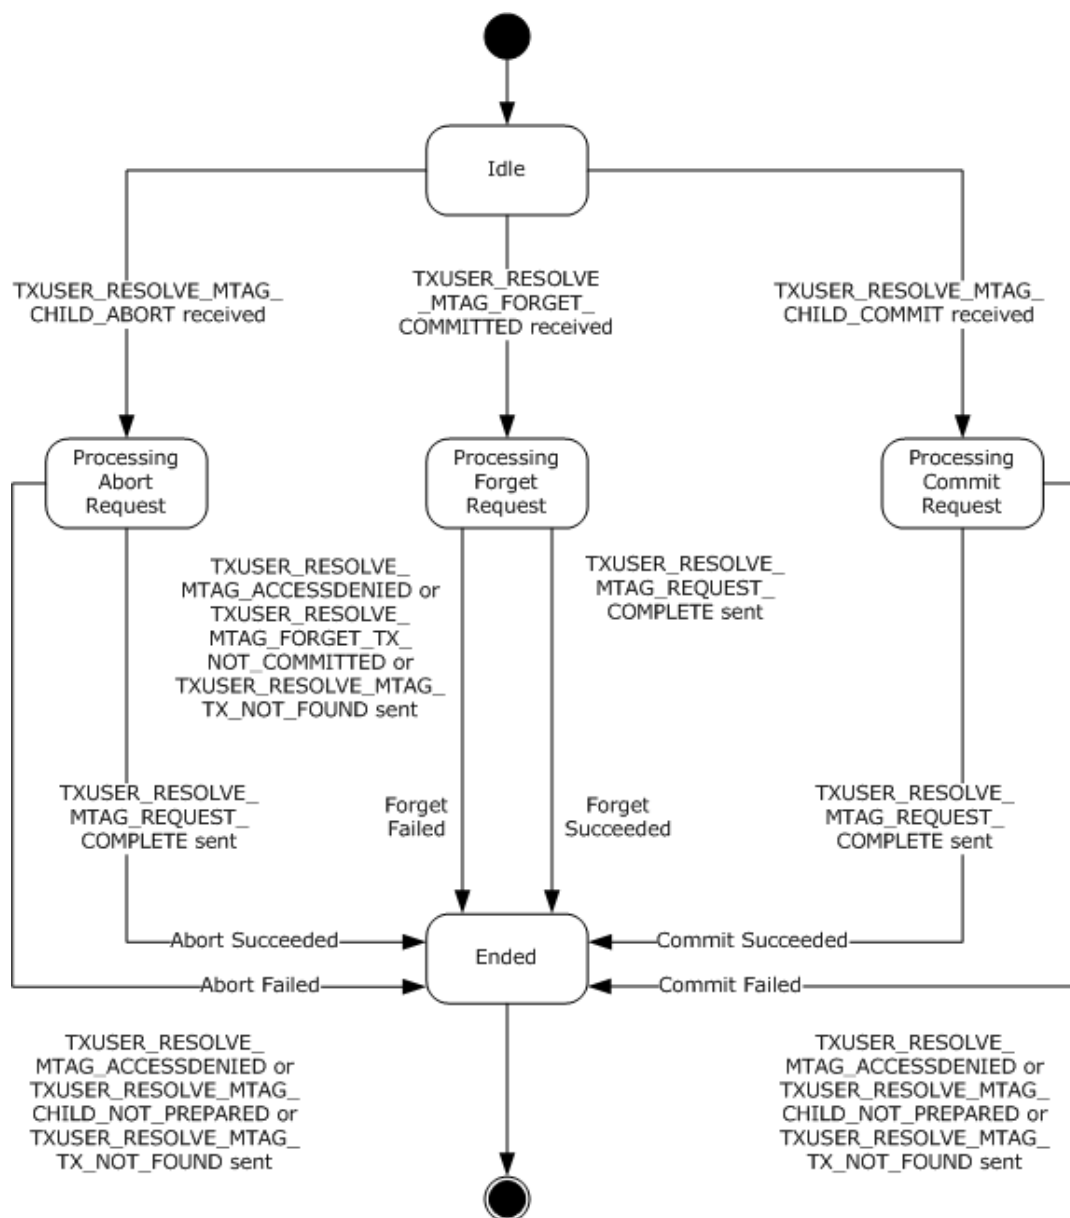 Idle
TXUSER_RESOLVE_MTAG_
CHILD_ABORT received
TXUSER_RESOLVE
_MTAG_FORGET_
COMMITTED received
TXUSER_RESOLVE_MTAG_
CHILD_COMMIT received
Processing
Abort
Request
Processing
Forget
Request
Processing
Commit
Request
TXUSER_RESOLVE_
MTAG_ACCESSDENIED or
TXUSER_RESOLVE_
MTAG_FORGET_TX_
NOT_COMMITTED or
TXUSER_RESOLVE_MTAG_
TX_NOT_FOUND sent
TXUSER_RESOLVE_
MTAG_REQUEST_
COMPLETE sent
TXUSER_RESOLVE_
MTAG_REQUEST_
COMPLETE sent
Forget
Failed
Forget
Succeeded
TXUSER_RESOLVE_
MTAG_REQUEST_
COMPLETE sent
Abort Succeeded
Abort Failed
Ended
Commit Succeeded
Commit Failed
TXUSER_RESOLVE_
MTAG_ACCESSDENIED or
TXUSER_RESOLVE_MTAG_
CHILD_NOT_PREPARED or
TXUSER_RESOLVE_MTAG_
TX_NOT_FOUND sent
TXUSER_RESOLVE_
MTAG_ACCESSDENIED or
TXUSER_RESOLVE_MTAG_
CHILD_NOT_PREPARED or
TXUSER_RESOLVE_MTAG_
TX_NOT_FOUND sent